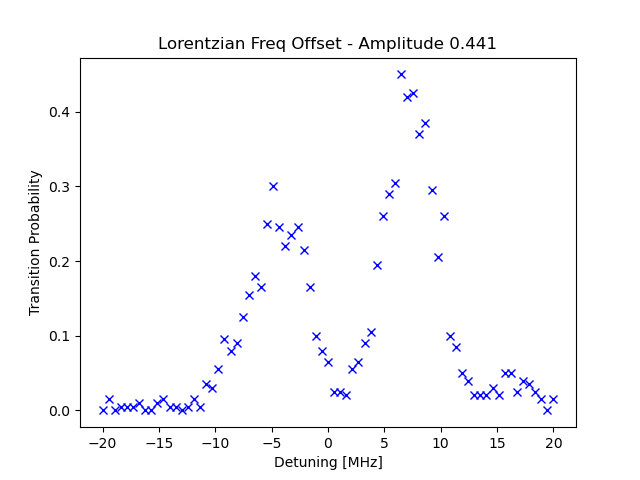 Lorentzian Freq Offset - Amplitude 0.441
0.4
0.3
0.2
0.1
0.0
Transition Probability
−20 −15 −10 −5 0 5 10 15 20
Detuning [MHz]